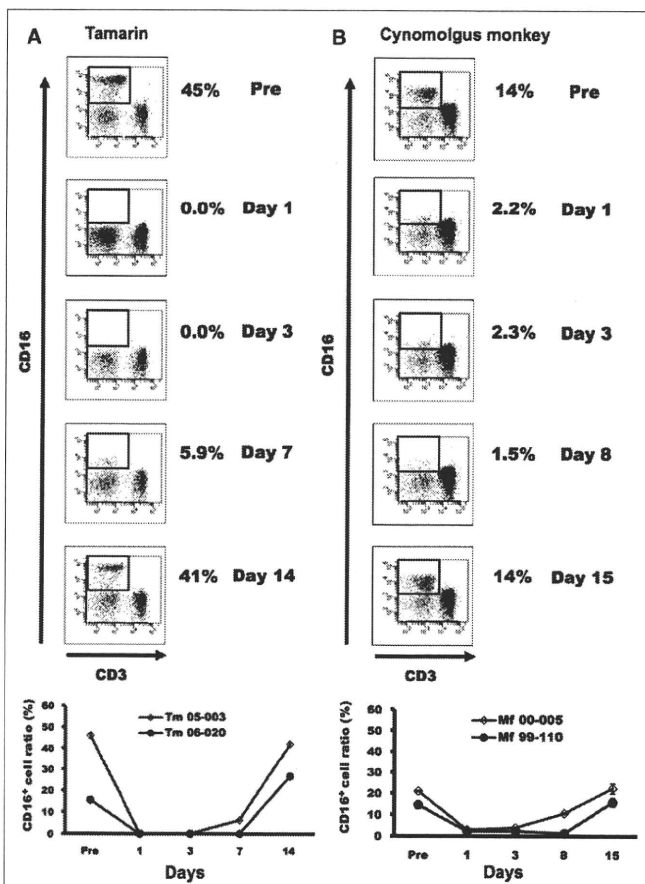 A Tamarin
45% Pre
0.0% Day 1
0.0% Day 3
5.9% Day 7
41% Day 14
CD16
CD3
B Cynomolgus monkey
14% Pre
2.2% Day 1
2.3% Day 3
1.5% Day 8
14% Day 15
CD16
CD3
CD16+ cell ratio (%)
60
50
40
30
20
10
0
Tm 05-003
Tm 06-020
Pre 1 3 7 14
Days
CD16+ cell ratio (%)
60
50
40
30
20
10
0
Mf 00-005
Mf 99-110
Pre 1 3 8 15
Days